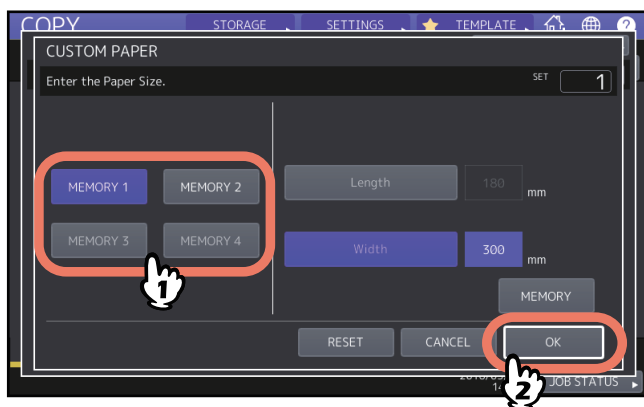 COPY STORAGE SETTINGS TEMPLATE ?
CUSTOM PAPER
Enter the Paper Size. SET 1
MEMORY 1 MEMORY 2 Length 180 mm
MEMORY 3 MEMORY 4 Width 300 mm
1
MEMORY
RESET CANCEL OK
2
JOB STATUS